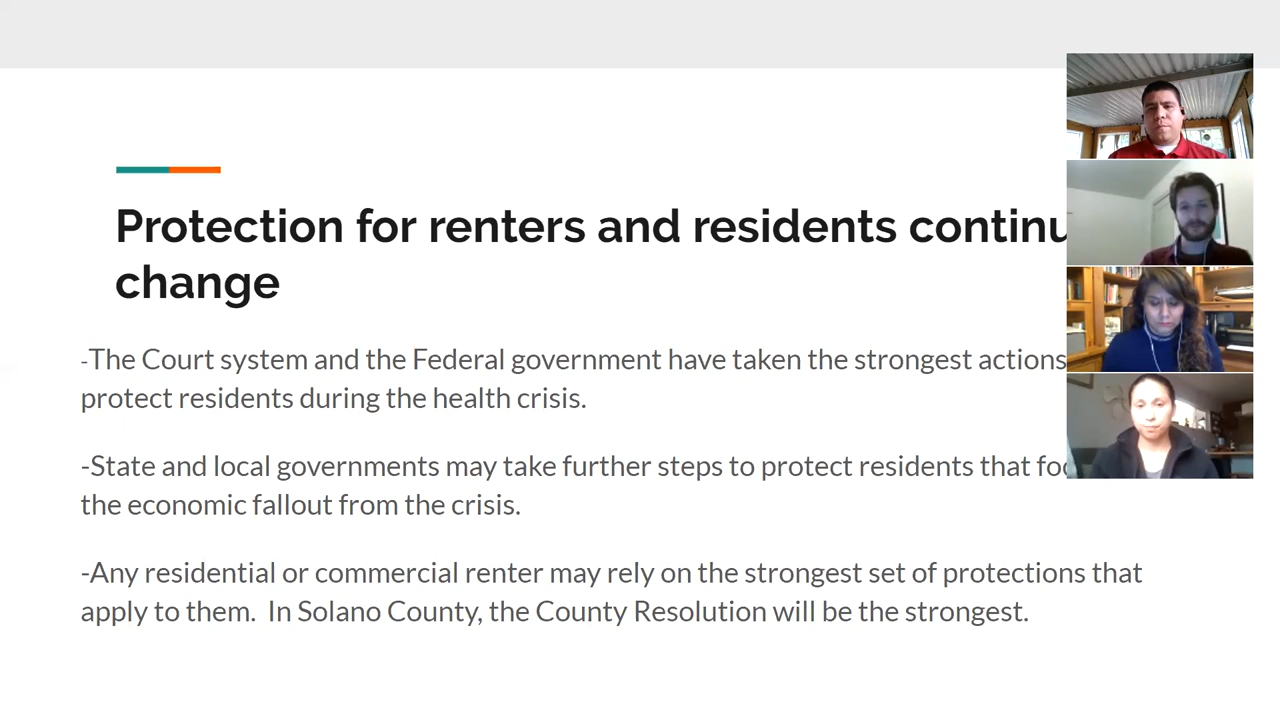 Protection for renters and residents continu
change
-The Court system and the Federal government have taken the strongest actions
protect residents during the health crisis.
-State and local governments may take further steps to protect residents that foc
the economic fallout from the crisis.
-Any residential or commercial renter may rely on the strongest set of protections that
apply to them.  In Solano County, the County Resolution will be the strongest.